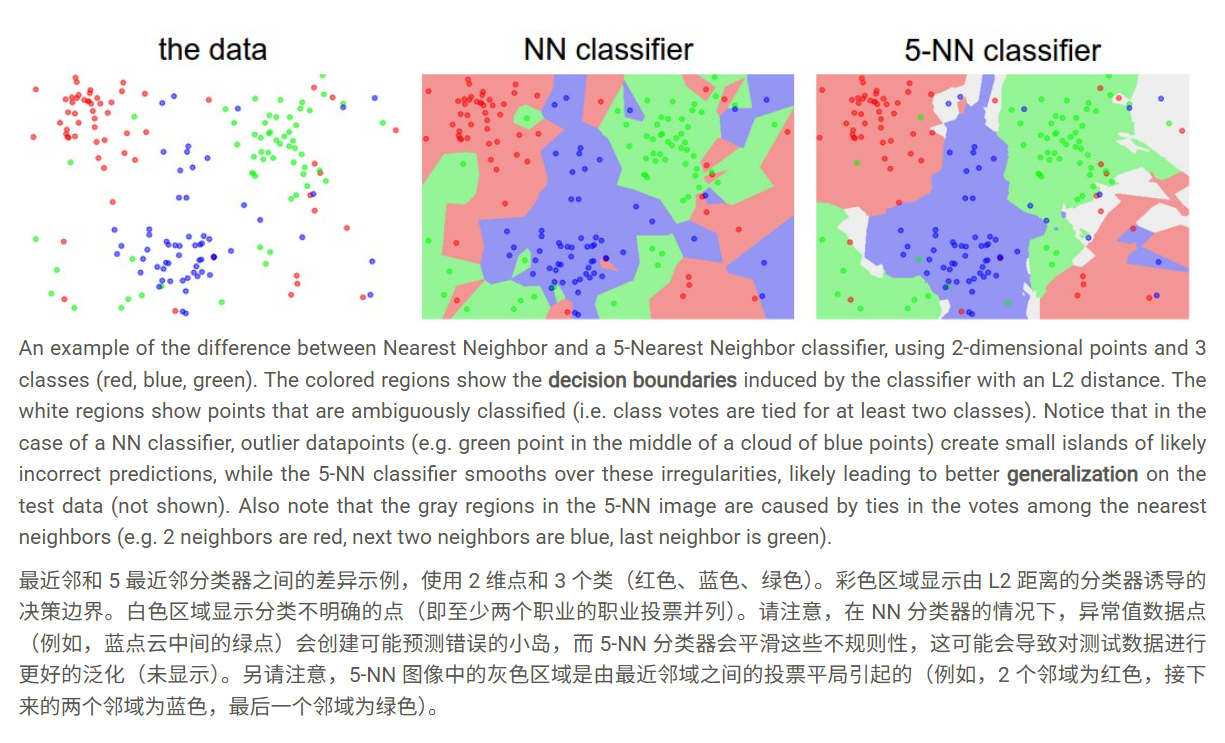 the data
NN classifier
5-NN classifier
An example of the difference between Nearest Neighbor and a 5-Nearest Neighbor classifier, using 2-dimensional points and 3
classes (red, blue, green). The colored regions show the decision boundaries induced by the classifier with an L2 distance. The
white regions show points that are ambiguously classified (i.e. class votes are tied for at least two classes). Notice that in the
case of a NN classifier, outlier datapoints (e.g. green point in the middle of a cloud of blue points) create small islands of likely
incorrect predictions, while the 5-NN classifier smooths over these irregularities, likely leading to better generalization on the
test data (not shown). Also note that the gray regions in the 5-NN image are caused by ties in the votes among the nearest
neighbors (e.g. 2 neighbors are red, next two neighbors are blue, last neighbor is green).
最近邻和 5 最近邻分类器之间的差异示例，使用 2 维点和 3 个类（红色、蓝色、绿色）。彩色区域显示由 L2 距离的分类器诱导的
决策边界。白色区域显示分类不明确的点（即至少两个职业的职业投票并列）。请注意，在 NN 分类器的情况下，异常值数据点
（例如，蓝点云中间的绿点）会创建可能预测错误的小岛，而 5-NN 分类器会平滑这些不规则性，这可能会导致对测试数据进行
更好的泛化（未显示）。另请注意，5-NN 图像中的灰色区域是由最近邻域之间的投票平局引起的（例如，2 个邻域为红色，接下
来的两个邻域为蓝色，最后一个邻域为绿色）。